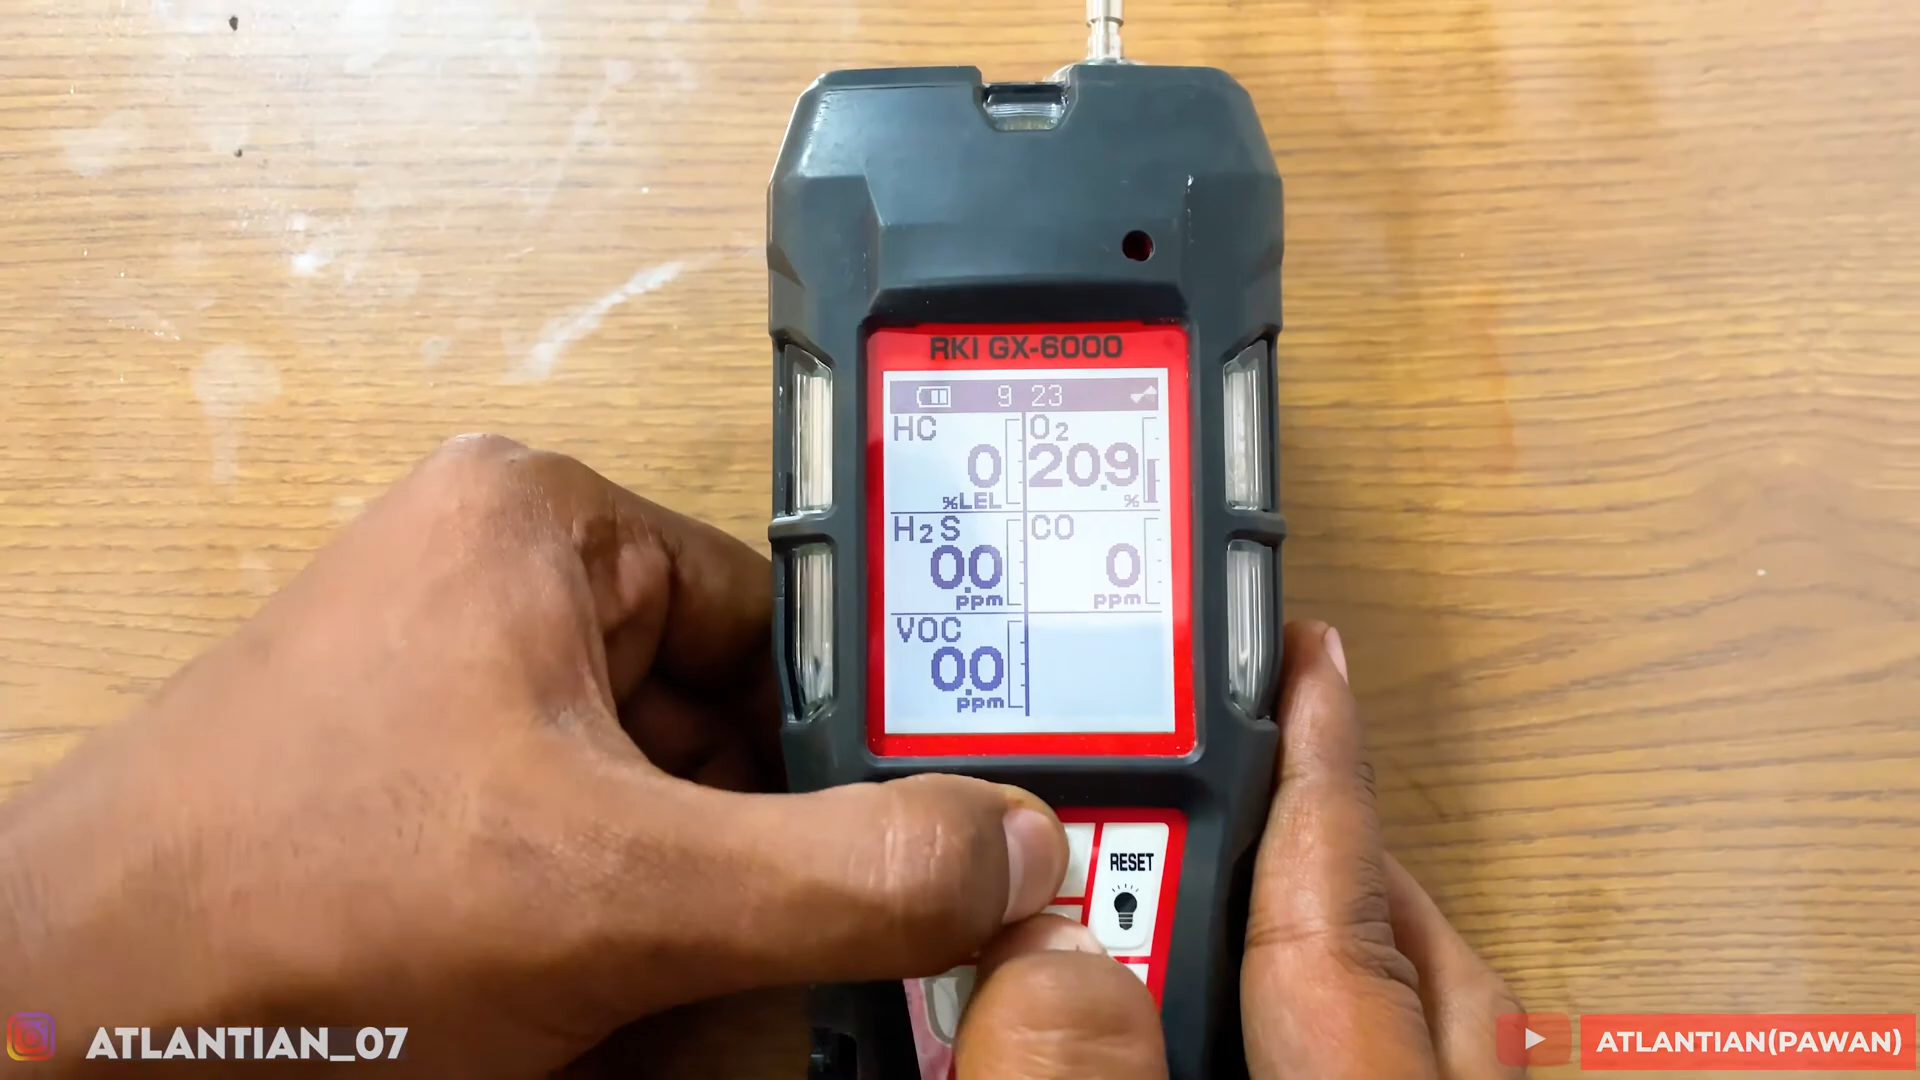 RKI GX-6000
9 23
HC
0
%LEL
O₂
20.9
%
H₂S
0.0
ppm
CO
0
ppm
VOC
0.0
ppm
RESET
ATLANTIAN_07
ATLANTIAN(PAWAN)